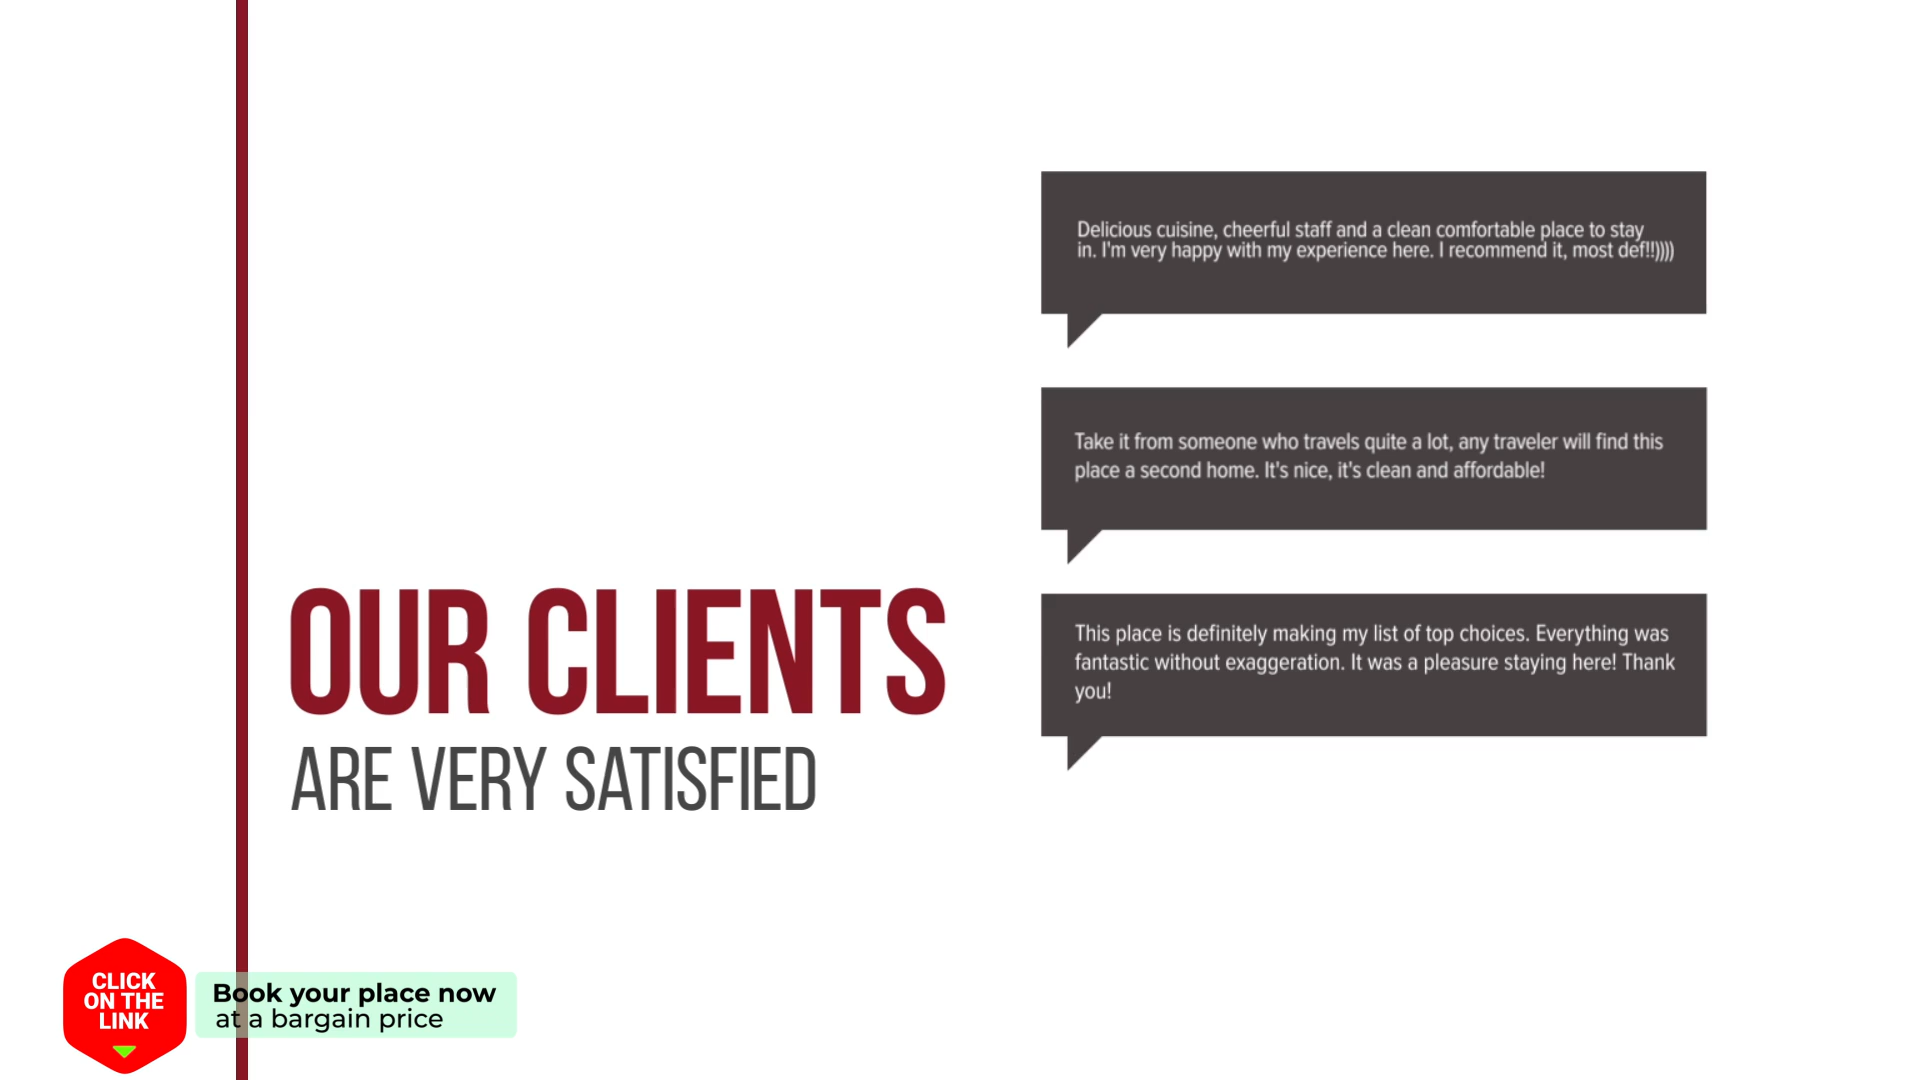 Delicious cuisine, cheerful staff and a clean comfortable place to stay
in. I'm very happy with my experience here. I recommend it, most def!!))))
Take it from someone who travels quite a lot, any traveler will find this
place a second home. It's nice, it's clean and affordable!
This place is definitely making my list of top choices. Everything was
fantastic without exaggeration. It was a pleasure staying here! Thank
you!
OUR CLIENTS
ARE VERY SATISFIED
CLICK
ON THE
LINK
Book your place now
at a bargain price